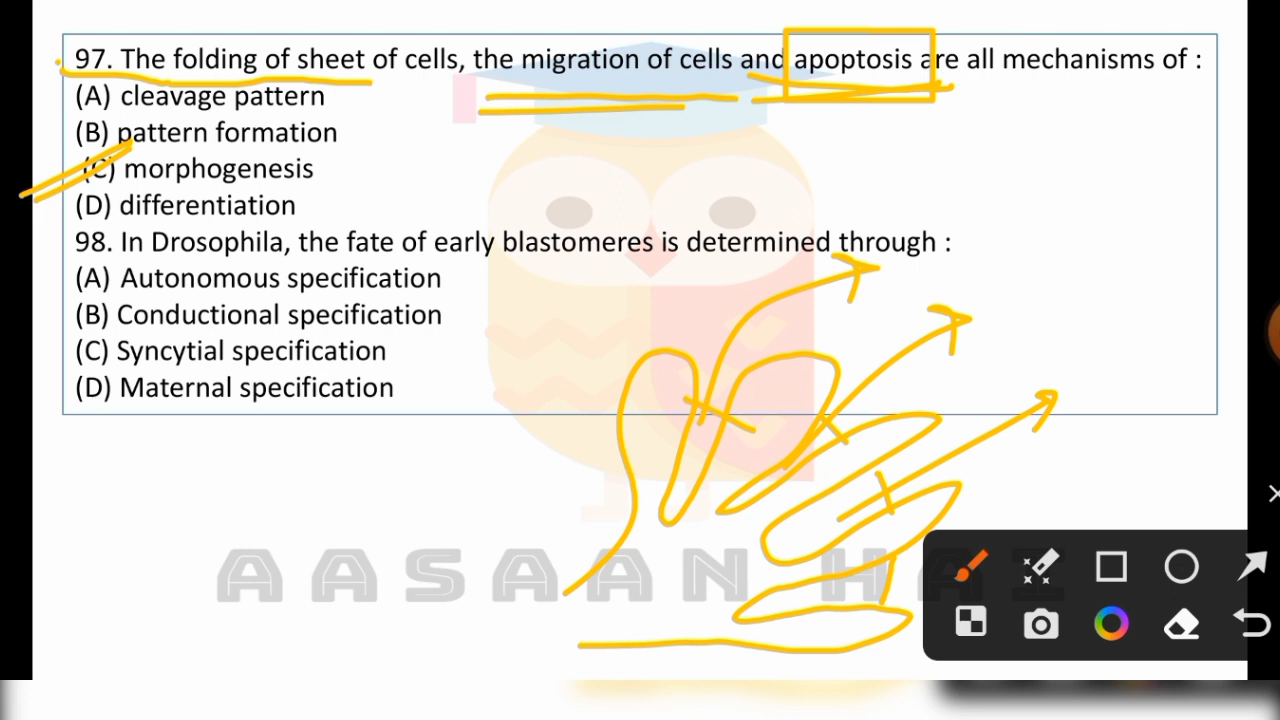 97. The folding of sheet of cells, the migration of cells and apoptosis are all mechanisms of :
(A) cleavage pattern
(B) pattern formation
(C) morphogenesis
(D) differentiation
98. In Drosophila, the fate of early blastomeres is determined through :
(A) Autonomous specification
(B) Conductional specification
(C) Syncytial specification
(D) Maternal specification
AASAAN HAI